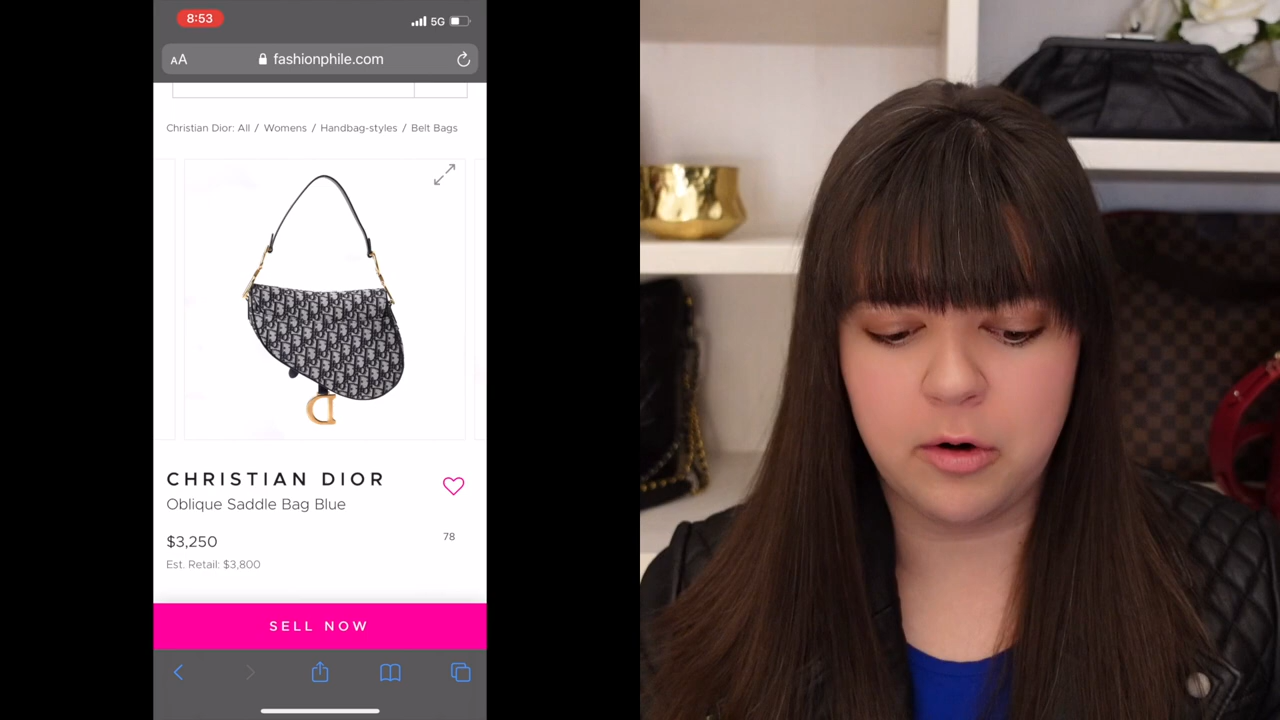 8:53
5G
AA
fashionphile.com
Christian Dior: All / Womens / Handbag-styles / Belt Bags
CHRISTIAN DIOR
Oblique Saddle Bag Blue
$3,250
78
Est. Retail: $3,800
SELL NOW